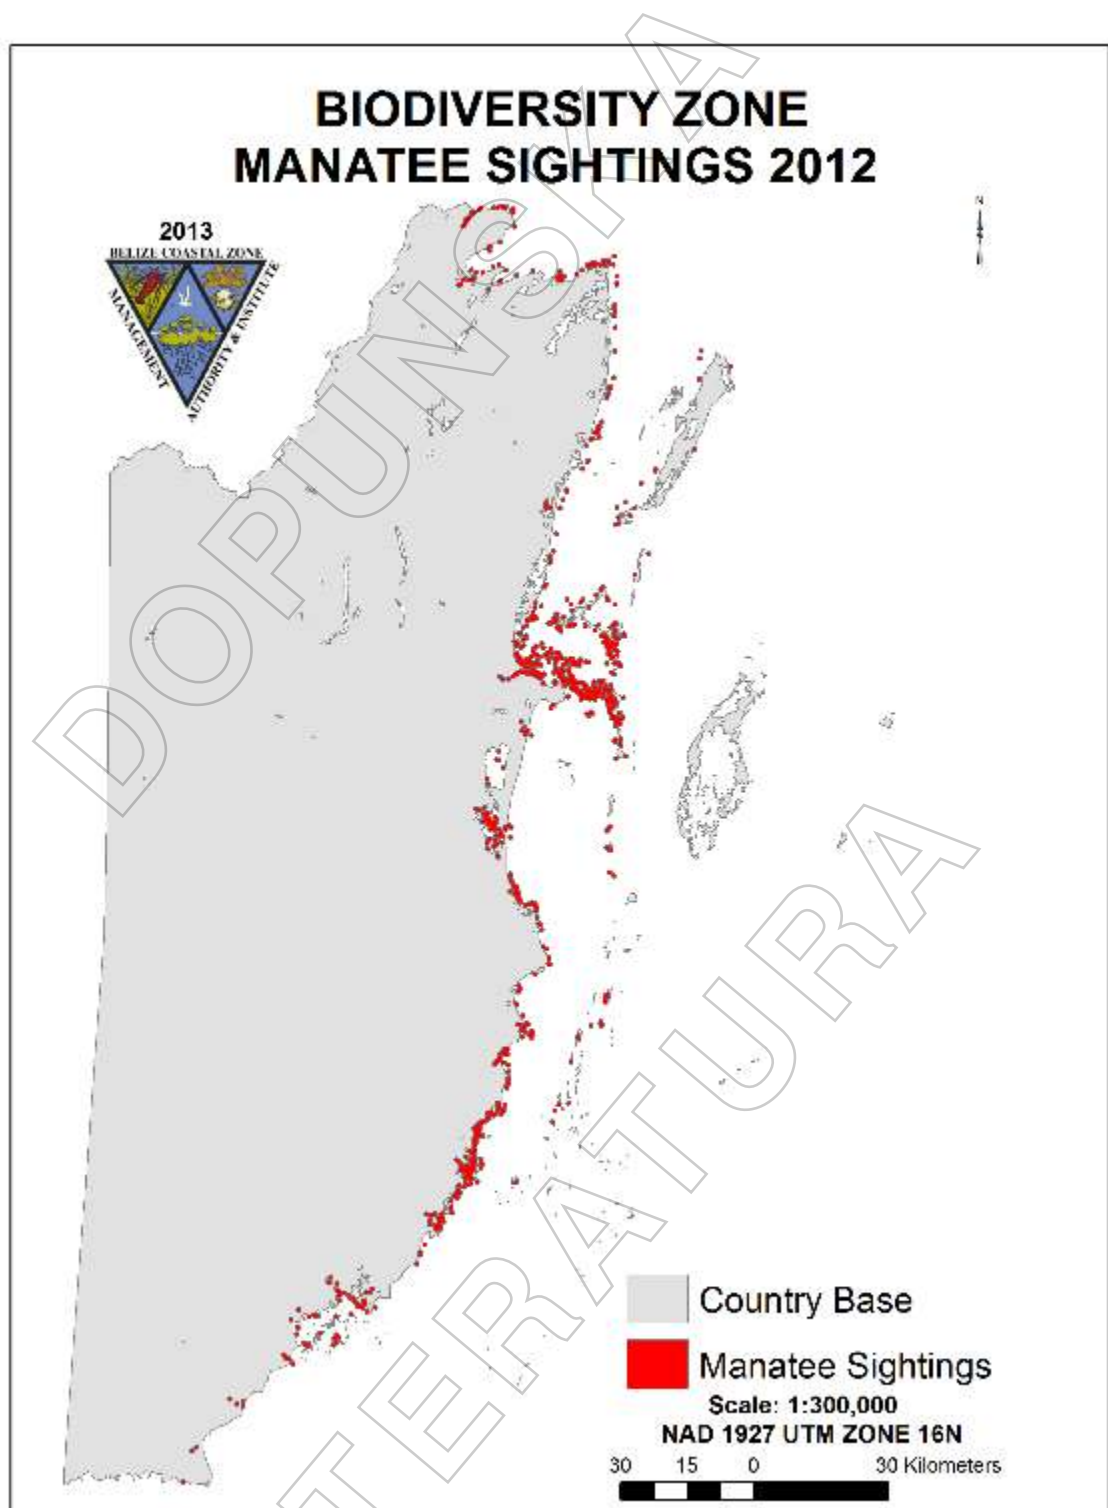 BIODIVERSITY ZONE
MANATEE SIGHTINGS 2012
N
2013
BELIZE COASTAL ZONE
MANAGEMENT
AUTHORITY & INSTITUTE
DOPUNSKA
LITERATURA
Country Base
Manatee Sightings
Scale: 1:300,000
NAD 1927 UTM ZONE 16N
30 15 0 30 Kilometers